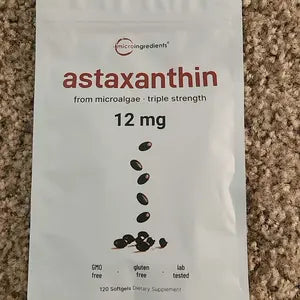 microingredients
astaxanthin
from microalgae · triple strength
12 mg
GMO free · gluten free · lab tested
120 Softgels Dietary Supplement